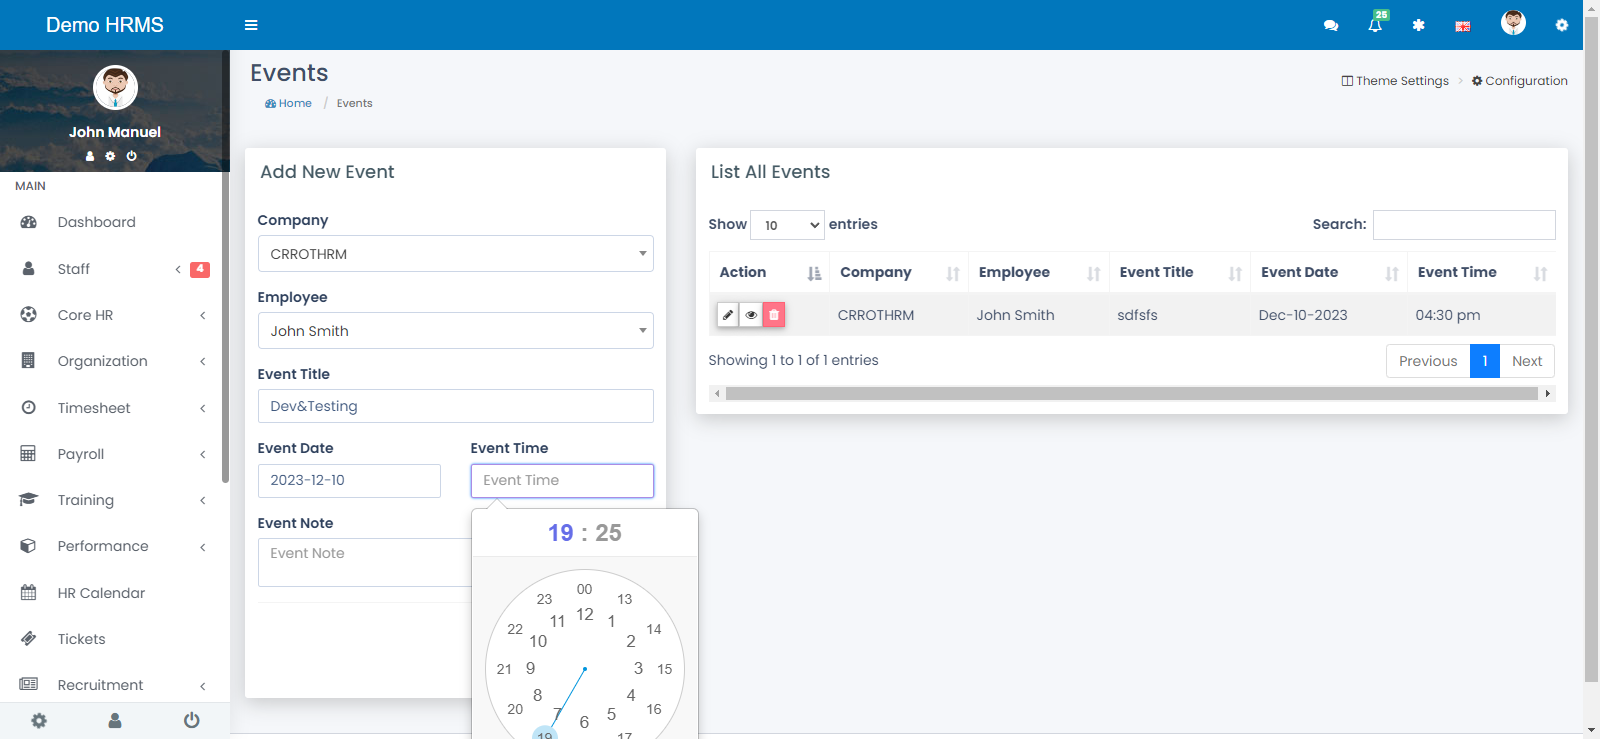 Demo HRMS
25
John Manuel
MAIN
Dashboard
Staff 4
Core HR
Organization
Timesheet
Payroll
Training
Performance
HR Calendar
Tickets
Recruitment
Events
Home / Events
Theme Settings > Configuration
Add New Event
Company
CRROTHRM
Employee
John Smith
Event Title
Dev&Testing
Event Date Event Time
2023-12-10 Event Time
Event Note
Event Note
19 : 25
00
23 13
12
11 1
22 14
10 2
21 9 3 15
8 4
20 16
7 5
6
19 17
List All Events
Show 10 entries Search:
Action Company Employee Event Title Event Date Event Time
CRROTHRM John Smith sdfsfs Dec-10-2023 04:30 pm
Showing 1 to 1 of 1 entries
Previous 1 Next